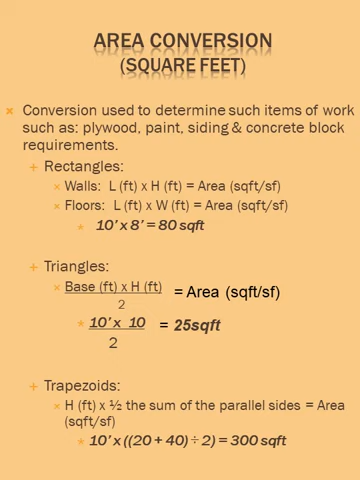 AREA CONVERSION
(SQUARE FEET)
Conversion used to determine such items of work
such as: plywood, paint, siding & concrete block
requirements.
Rectangles:
Walls: L (ft) x H (ft) = Area (sqft/sf)
Floors: L (ft) x W (ft) = Area (sqft/sf)
10’ x 8’ = 80 sqft
Triangles:
Base (ft) x H (ft) = Area (sqft/sf)
2
10’ x 10 = 25sqft
2
Trapezoids:
H (ft) x ½ the sum of the parallel sides = Area
(sqft/sf)
10’ x ((20 + 40) ÷ 2) = 300 sqft